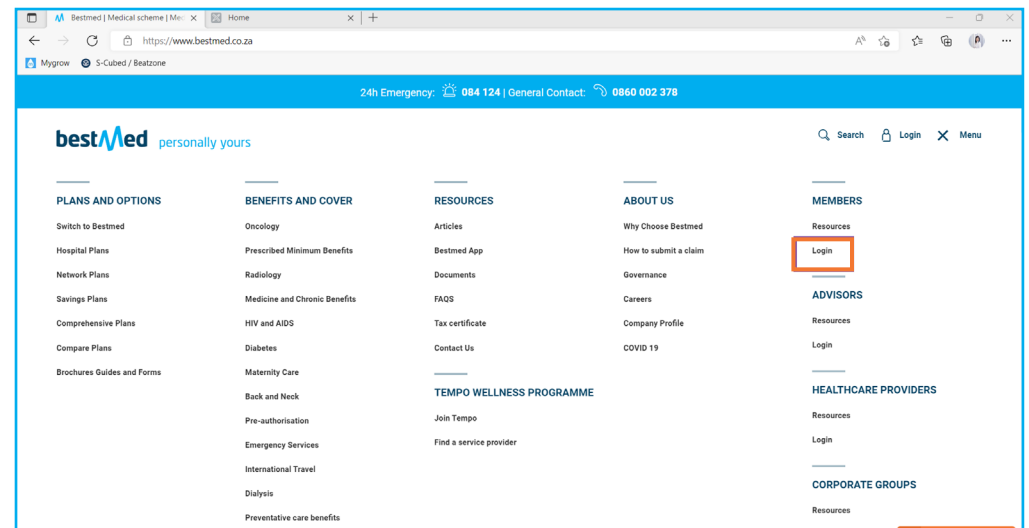 Bestmed | Medical scheme | Med
Home
https://www.bestmed.co.za
Mygrow
S-Cubed / Beatzone
24h Emergency: 084 124 | General Contact: 0860 002 378
bestMed personally yours
Search
Login
Menu
PLANS AND OPTIONS
Switch to Bestmed
Hospital Plans
Network Plans
Savings Plans
Comprehensive Plans
Compare Plans
Brochures Guides and Forms
BENEFITS AND COVER
Oncology
Prescribed Minimum Benefits
Radiology
Medicine and Chronic Benefits
HIV and AIDS
Diabetes
Maternity Care
Back and Neck
Pre-authorisation
Emergency Services
International Travel
Dialysis
Preventative care benefits
RESOURCES
Articles
Bestmed App
Documents
FAQS
Tax certificate
Contact Us
TEMPO WELLNESS PROGRAMME
Join Tempo
Find a service provider
ABOUT US
Why Choose Bestmed
How to submit a claim
Governance
Careers
Company Profile
COVID 19
MEMBERS
Resources
Login
ADVISORS
Resources
Login
HEALTHCARE PROVIDERS
Resources
Login
CORPORATE GROUPS
Resources